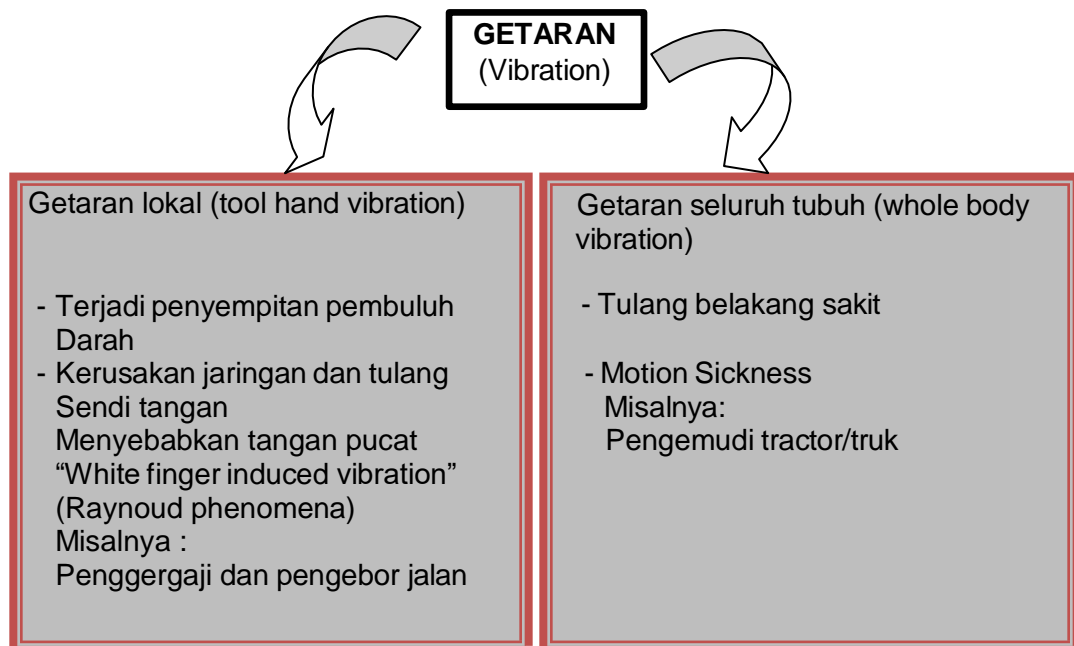 GETARAN
(Vibration)
Getaran lokal (tool hand vibration)
- Terjadi penyempitan pembuluh
Darah
- Kerusakan jaringan dan tulang
Sendi tangan
Menyebabkan tangan pucat
“White finger induced vibration”
(Raynoud phenomena)
Misalnya :
Penggergaji dan pengebor jalan
Getaran seluruh tubuh (whole body
vibration)
- Tulang belakang sakit
- Motion Sickness
Misalnya:
Pengemudi tractor/truk